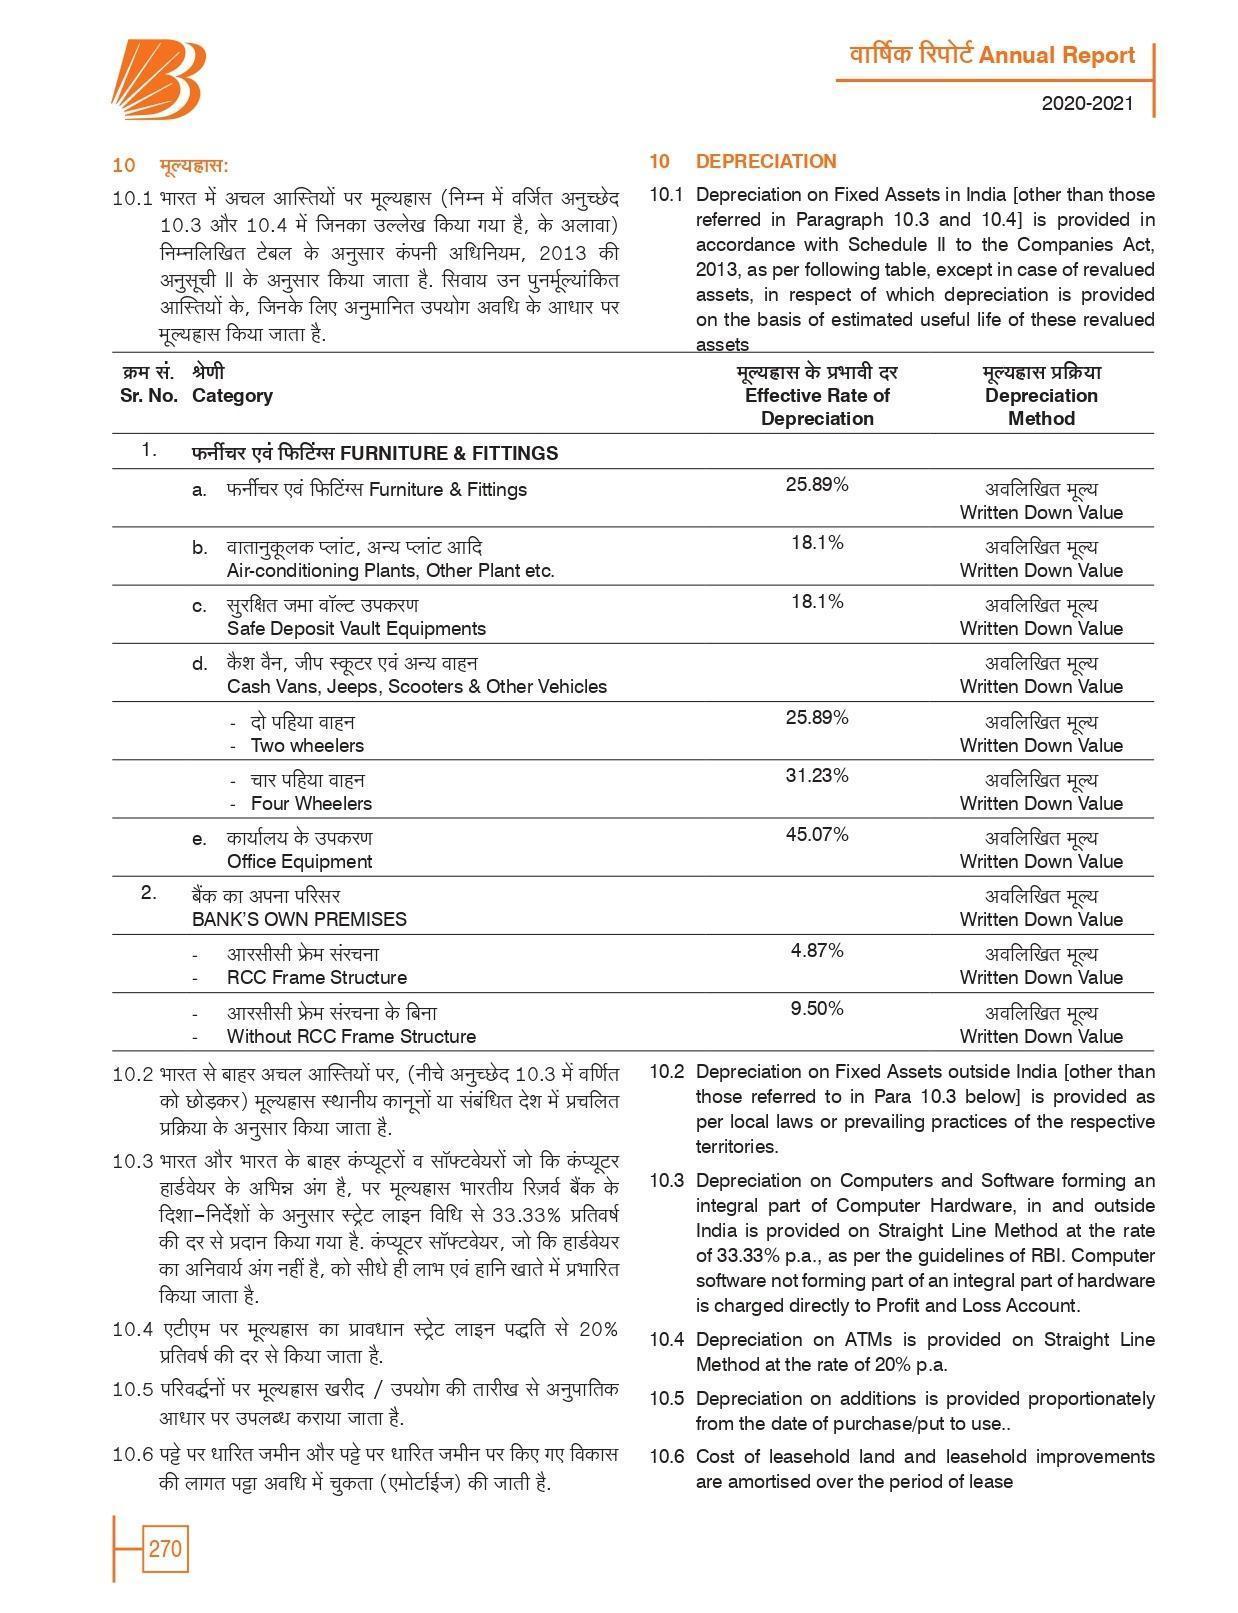 वार्षिक रिपोर्ट Annual Report
2020-2021
10 मूल्यह्रास:
10.1 भारत में अचल आस्तियों पर मूल्यह्रास (निम्न में वर्जित अनुच्छेद
10.3 और 10.4 में जिनका उल्लेख किया गया है, के अलावा)
निम्नलिखित टेबल के अनुसार कंपनी अधिनियम, 2013 की
अनुसूची II के अनुसार किया जाता है. सिवाय उन पुनर्मूल्यांकित
आस्तियों के, जिनके लिए अनुमानित उपयोग अवधि के आधार पर
मूल्यह्रास किया जाता है.
10 DEPRECIATION
10.1 Depreciation on Fixed Assets in India [other than those
referred in Paragraph 10.3 and 10.4] is provided in
accordance with Schedule II to the Companies Act,
2013, as per following table, except in case of revalued
assets, in respect of which depreciation is provided
on the basis of estimated useful life of these revalued
assets
क्रम सं. श्रेणी मूल्यह्रास के प्रभावी दर मूल्यह्रास प्रक्रिया
Sr. No. Category Effective Rate of Depreciation
Depreciation Method
1. फर्नीचर एवं फिटिंग्स FURNITURE & FITTINGS
a. फर्नीचर एवं फिटिंग्स Furniture & Fittings 25.89% अवलिखित मूल्य
Written Down Value
b. वातानुकूलक प्लांट, अन्य प्लांट आदि 18.1% अवलिखित मूल्य
Air-conditioning Plants, Other Plant etc. Written Down Value
c. सुरक्षित जमा वॉल्ट उपकरण 18.1% अवलिखित मूल्य
Safe Deposit Vault Equipments Written Down Value
d. कैश वैन, जीप स्कूटर एवं अन्य वाहन अवलिखित मूल्य
Cash Vans, Jeeps, Scooters & Other Vehicles Written Down Value
- दो पहिया वाहन 25.89% अवलिखित मूल्य
- Two wheelers Written Down Value
- चार पहिया वाहन 31.23% अवलिखित मूल्य
- Four Wheelers Written Down Value
e. कार्यालय के उपकरण 45.07% अवलिखित मूल्य
Office Equipment Written Down Value
2. बैंक का अपना परिसर अवलिखित मूल्य
BANK'S OWN PREMISES Written Down Value
- आरसीसी फ्रेम संरचना 4.87% अवलिखित मूल्य
- RCC Frame Structure Written Down Value
- आरसीसी फ्रेम संरचना के बिना 9.50% अवलिखित मूल्य
- Without RCC Frame Structure Written Down Value
10.2 भारत से बाहर अचल आस्तियों पर, (नीचे अनुच्छेद 10.3 में वर्णित
को छोड़कर) मूल्यह्रास स्थानीय कानूनों या संबंधित देश में प्रचलित
प्रक्रिया के अनुसार किया जाता है.
10.3 भारत और भारत के बाहर कंप्यूटरों व सॉफ्टवेयरों जो कि कंप्यूटर
हार्डवेयर के अभिन्न अंग है, पर मूल्यह्रास भारतीय रिज़र्व बैंक के
दिशा-निर्देशों के अनुसार स्ट्रेट लाइन विधि से 33.33% प्रतिवर्ष
की दर से प्रदान किया गया है. कंप्यूटर सॉफ्टवेयर, जो कि हार्डवेयर
का अनिवार्य अंग नहीं है, को सीधे ही लाभ एवं हानि खाते में प्रभारित
किया जाता है.
10.4 एटीएम पर मूल्यह्रास का प्रावधान स्ट्रेट लाइन पद्धति से 20%
प्रतिवर्ष की दर से किया जाता है.
10.5 परिवर्द्धनों पर मूल्यह्रास खरीद / उपयोग की तारीख से अनुपातिक
आधार पर उपलब्ध कराया जाता है.
10.6 पट्टे पर धारित जमीन और पट्टे पर धारित जमीन पर किए गए विकास
की लागत पट्टा अवधि में चुकता (एमोर्टाईज) की जाती है.
10.2 Depreciation on Fixed Assets outside India [other than
those referred to in Para 10.3 below] is provided as
per local laws or prevailing practices of the respective
territories.
10.3 Depreciation on Computers and Software forming an
integral part of Computer Hardware, in and outside
India is provided on Straight Line Method at the rate
of 33.33% p.a., as per the guidelines of RBI. Computer
software not forming part of an integral part of hardware
is charged directly to Profit and Loss Account.
10.4 Depreciation on ATMs is provided on Straight Line
Method at the rate of 20% p.a.
10.5 Depreciation on additions is provided proportionately
from the date of purchase/put to use..
10.6 Cost of leasehold land and leasehold improvements
are amortised over the period of lease
270